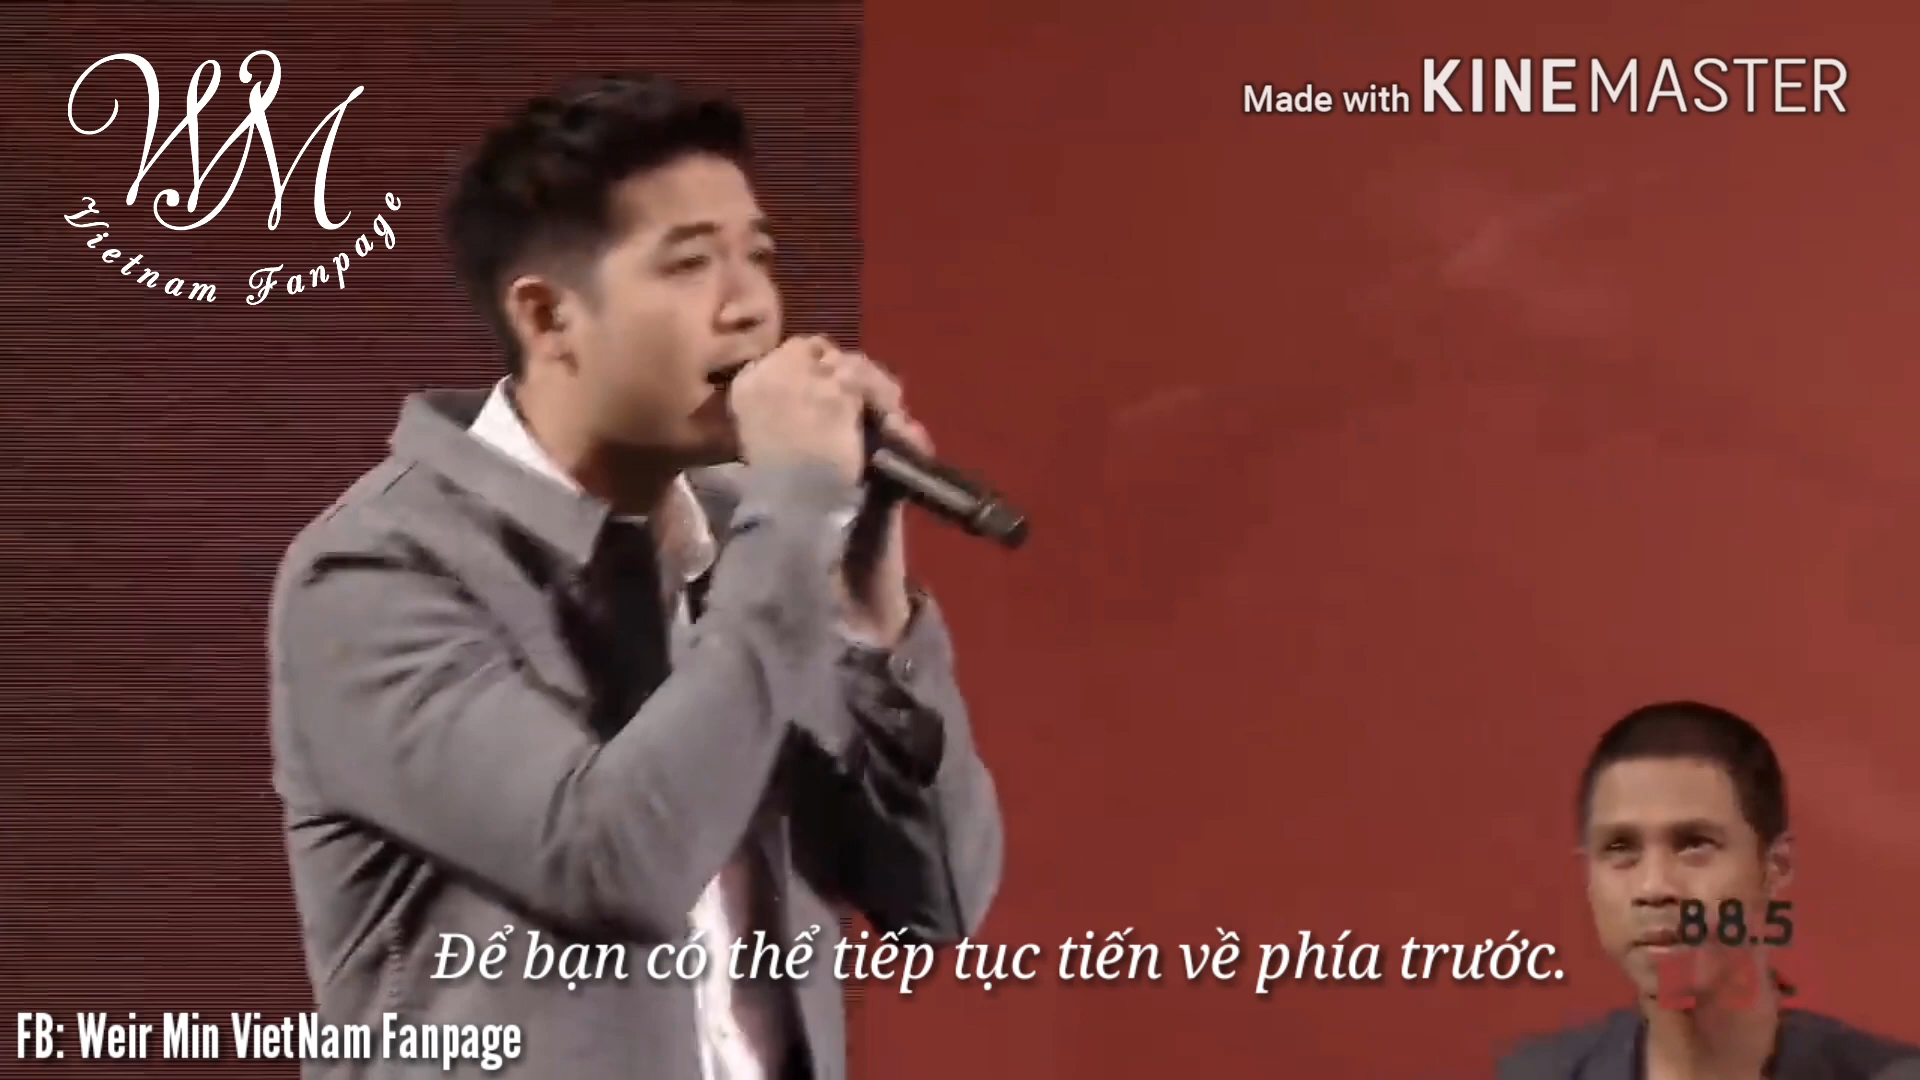 WM
Vietnam Fanpage
Made with KINEMASTER
88.5
Để bạn có thể tiếp tục tiến về phía trước.
FB: Weir Min VietNam Fanpage